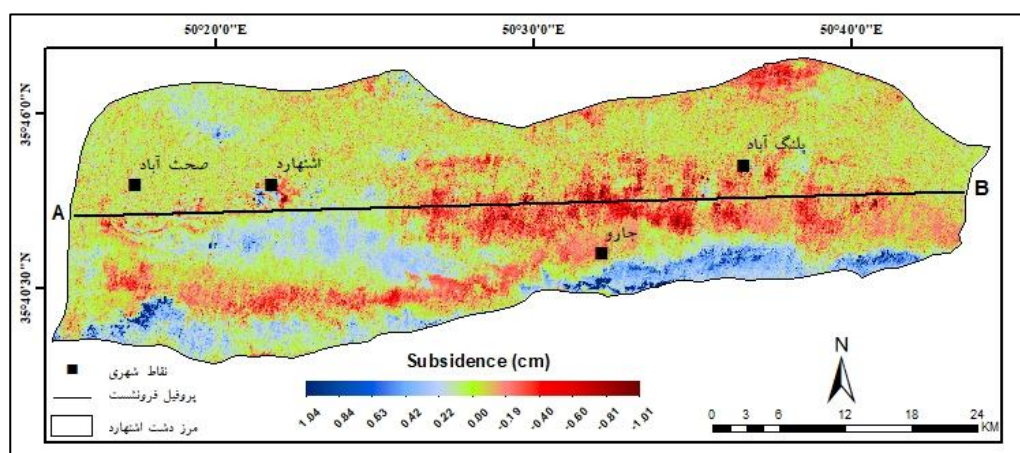 50°20'0"E 50°30'0"E 50°40'0"E
35°46'0"N
35°40'30"N
پلنگ آباد
صحت آباد
اشتهارد
A
B
جارو
Subsidence (cm)
1.04 0.84 0.63 0.42 0.22 0.00 -0.19 -0.40 -0.60 -0.81 -1.01
نقاط شهری
پروفیل فرونشست
مرز دشت اشتهارد
N
0 3 6 12 18 24
KM